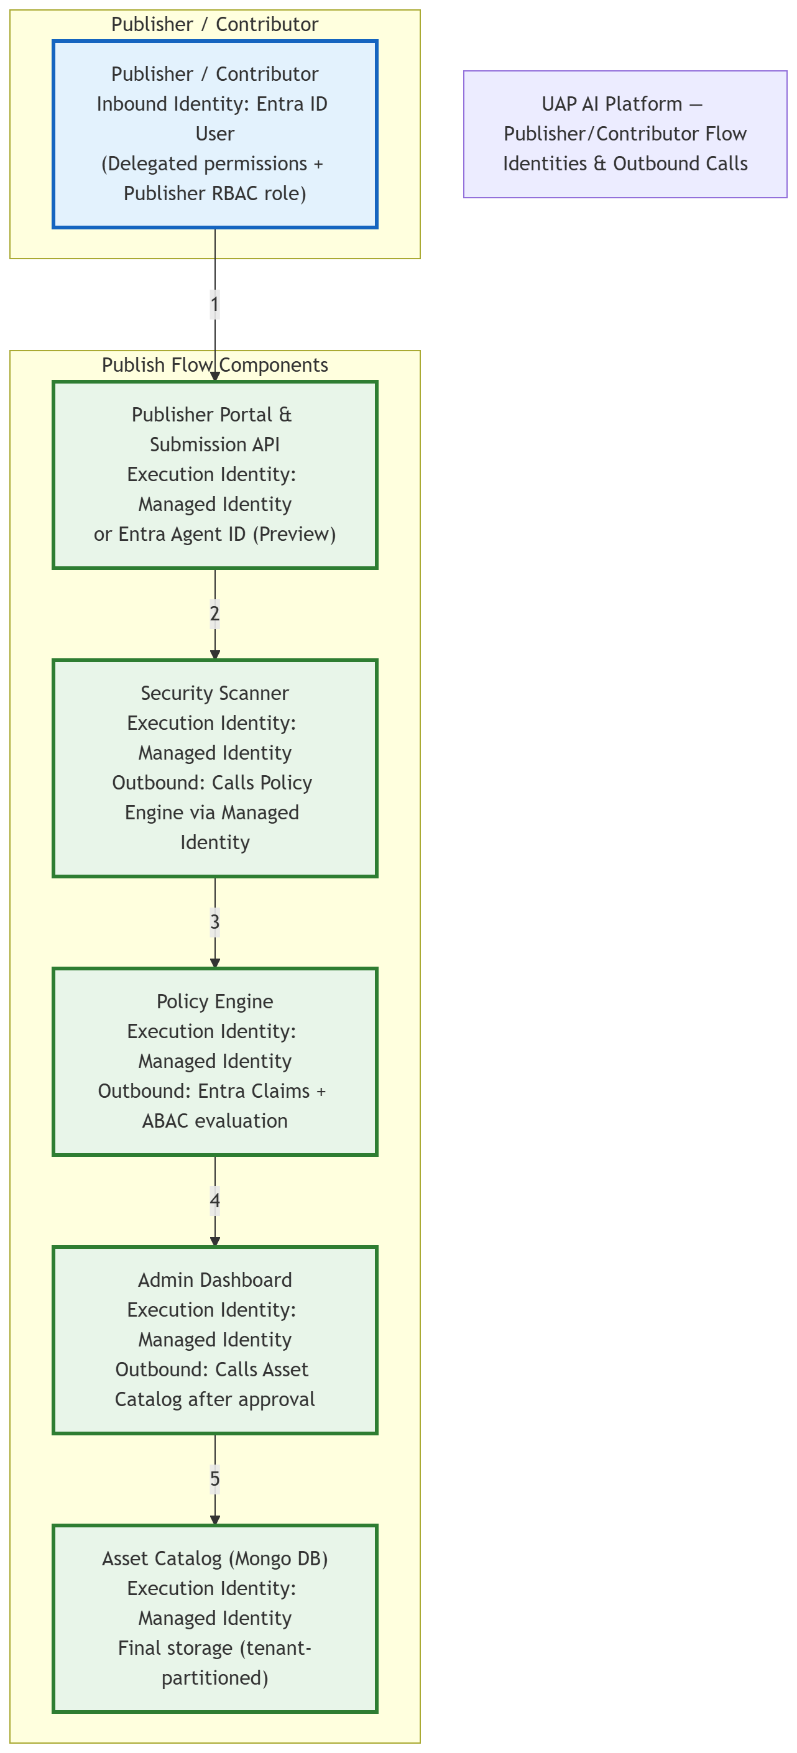 Publisher / Contributor
Publisher / Contributor
Inbound Identity: Entra ID
User
(Delegated permissions +
Publisher RBAC role)
UAP AI Platform —
Publisher/Contributor Flow
Identities & Outbound Calls
1
Publish Flow Components
Publisher Portal &
Submission API
Execution Identity:
Managed Identity
or Entra Agent ID (Preview)
2
Security Scanner
Execution Identity:
Managed Identity
Outbound: Calls Policy
Engine via Managed
Identity
3
Policy Engine
Execution Identity:
Managed Identity
Outbound: Entra Claims +
ABAC evaluation
4
Admin Dashboard
Execution Identity:
Managed Identity
Outbound: Calls Asset
Catalog after approval
5
Asset Catalog (Mongo DB)
Execution Identity:
Managed Identity
Final storage (tenant-
partitioned)